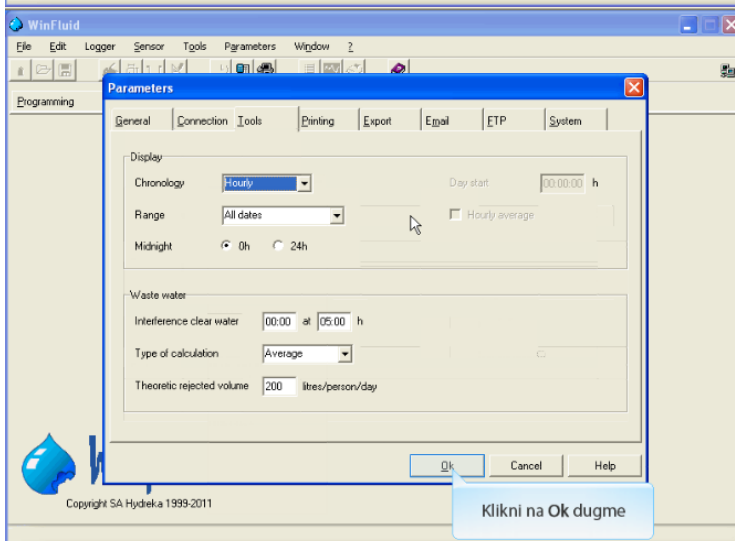 WinFluid
File Edit Logger Sensor Tools Parameters Window ?
Programming
Parameters
General Connection Tools Printing Export Email FTP System
Display
Chronology Hourly Day start 00:00:00 h
Range All dates Hourly average
Midnight 0h 24h
Waste water
Interference clear water 00:00 at 05:00 h
Type of calculation Average
Theoretic rejected volume 200 litres/person/day
Ok Cancel Help
Copyright SA Hydreka 1999-2011
Klikni na Ok dugme